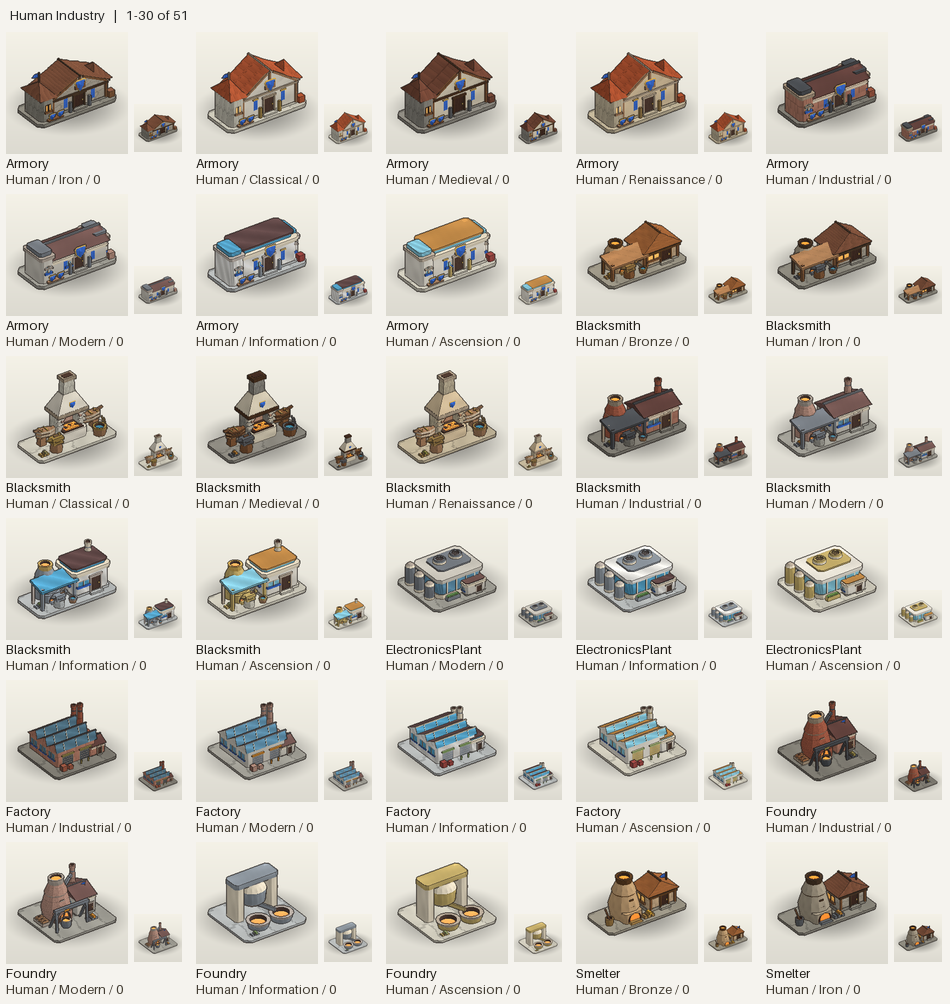 Human Industry | 1-30 of 51
Armory
Human / Iron / 0
Armory
Human / Classical / 0
Armory
Human / Medieval / 0
Armory
Human / Renaissance / 0
Armory
Human / Industrial / 0
Armory
Human / Modern / 0
Armory
Human / Information / 0
Armory
Human / Ascension / 0
Blacksmith
Human / Bronze / 0
Blacksmith
Human / Iron / 0
Blacksmith
Human / Classical / 0
Blacksmith
Human / Medieval / 0
Blacksmith
Human / Renaissance / 0
Blacksmith
Human / Industrial / 0
Blacksmith
Human / Modern / 0
Blacksmith
Human / Information / 0
Blacksmith
Human / Ascension / 0
ElectronicsPlant
Human / Modern / 0
ElectronicsPlant
Human / Information / 0
ElectronicsPlant
Human / Ascension / 0
Factory
Human / Industrial / 0
Factory
Human / Modern / 0
Factory
Human / Information / 0
Factory
Human / Ascension / 0
Foundry
Human / Industrial / 0
Foundry
Human / Modern / 0
Foundry
Human / Information / 0
Foundry
Human / Ascension / 0
Smelter
Human / Bronze / 0
Smelter
Human / Iron / 0